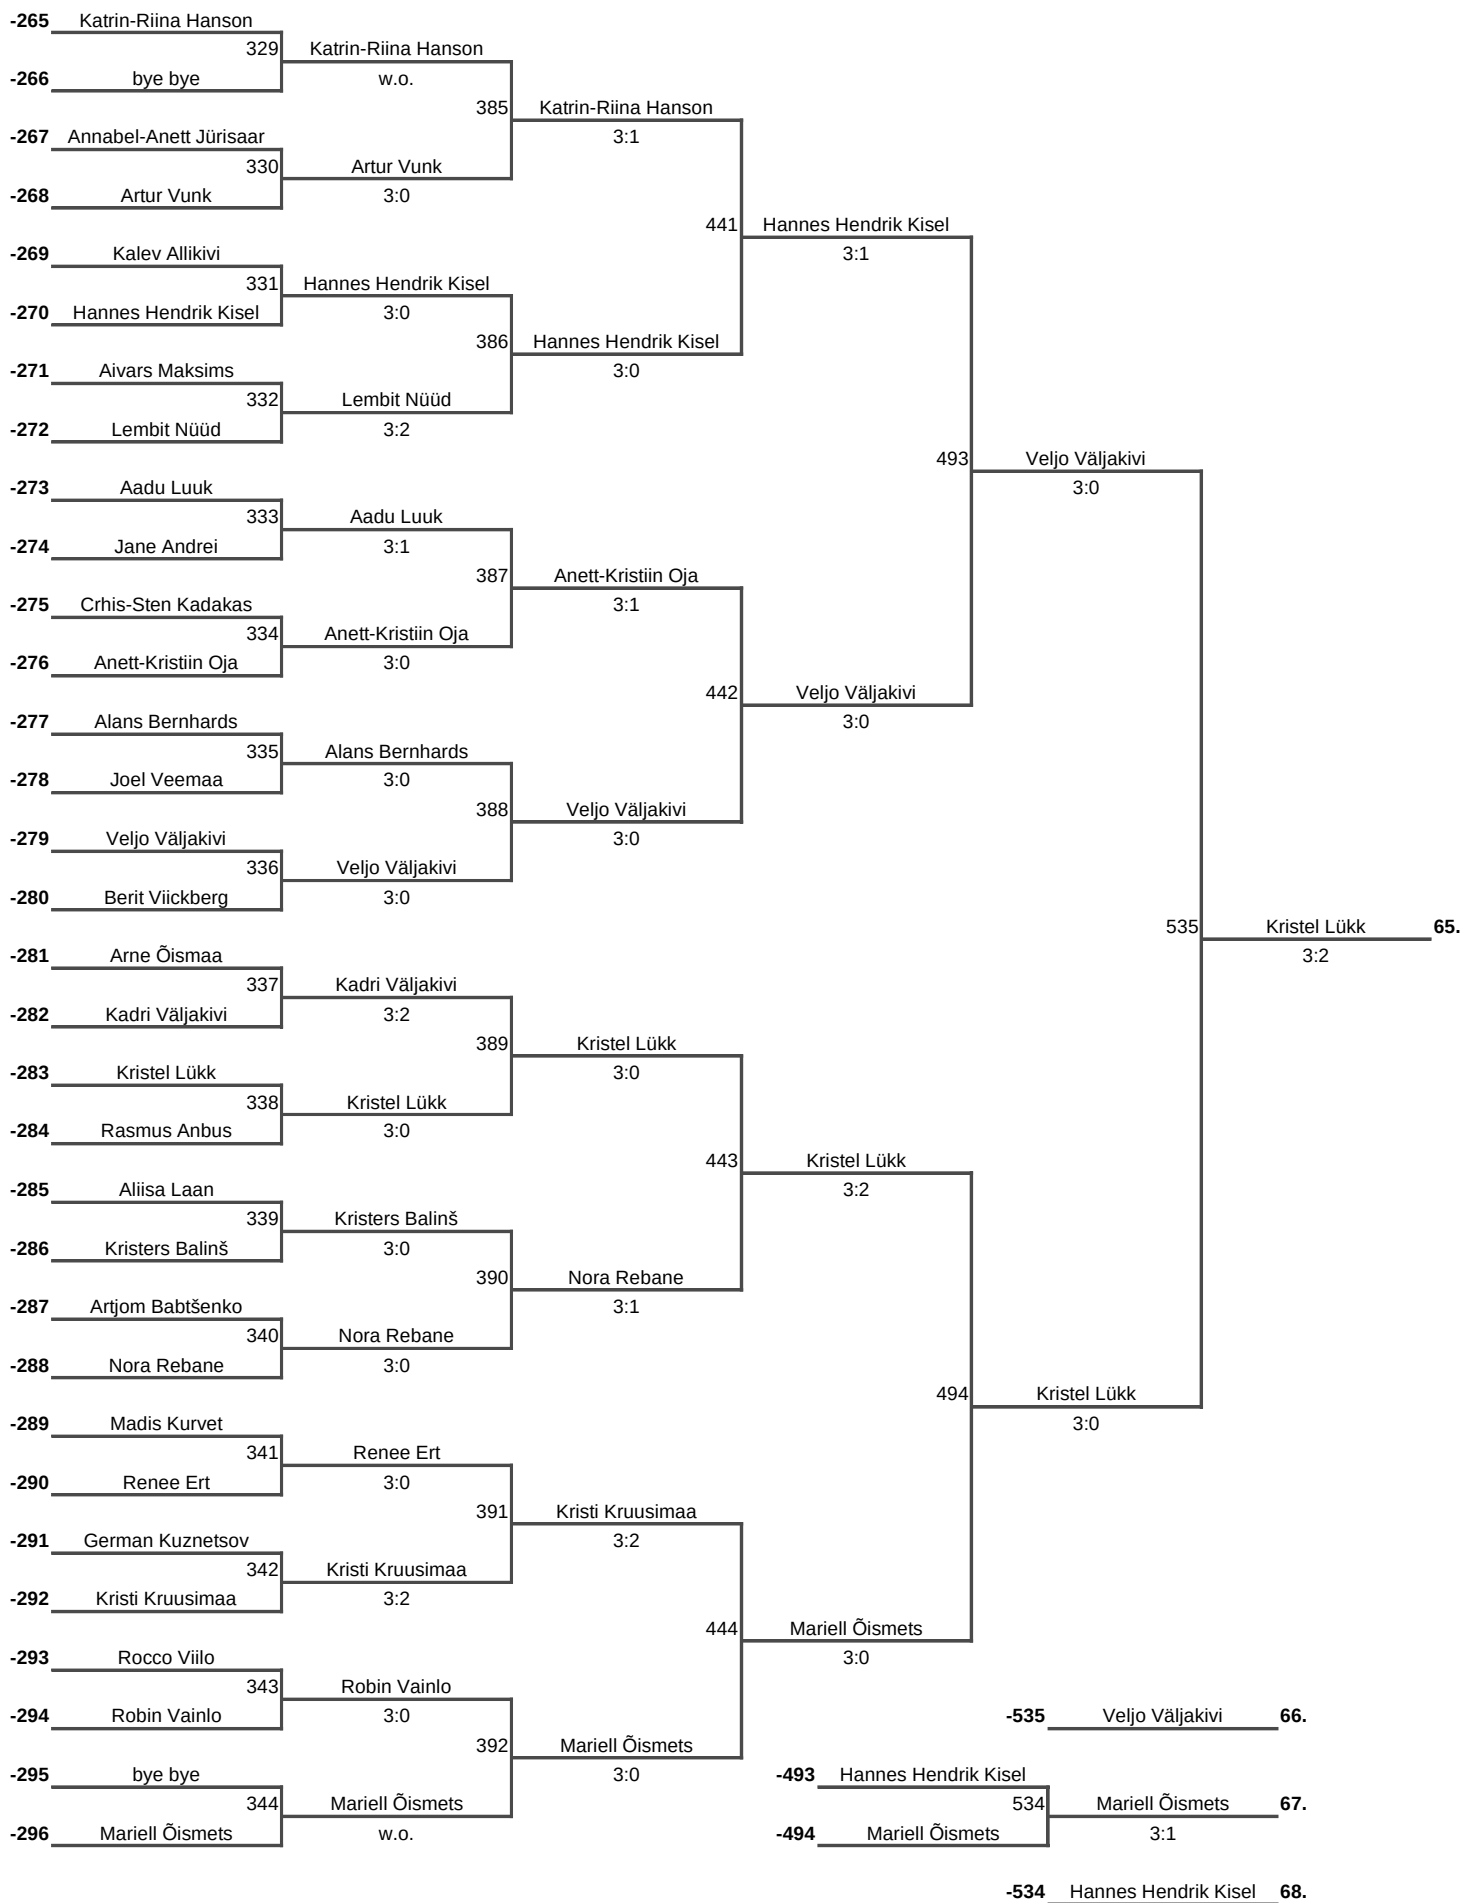 -265 Katrin-Riina Hanson
329 Katrin-Riina Hanson
-266 bye bye w.o.
385 Katrin-Riina Hanson
-267 Annabel-Anett Jürisaar 3:1
330 Artur Vunk
-268 Artur Vunk 3:0
441 Hannes Hendrik Kisel
-269 Kalev Allikivi 3:1
331 Hannes Hendrik Kisel
-270 Hannes Hendrik Kisel 3:0
386 Hannes Hendrik Kisel
-271 Aivars Maksims 3:0
332 Lembit Nüüd
-272 Lembit Nüüd 3:2
493 Veljo Väljakivi
-273 Aadu Luuk 3:0
333 Aadu Luuk
-274 Jane Andrei 3:1
387 Anett-Kristiin Oja
-275 Crhis-Sten Kadakas 3:1
334 Anett-Kristiin Oja
-276 Anett-Kristiin Oja 3:0
442 Veljo Väljakivi
-277 Alans Bernhards 3:0
335 Alans Bernhards
-278 Joel Veemaa 3:0
388 Veljo Väljakivi
-279 Veljo Väljakivi 3:0
336 Veljo Väljakivi
-280 Berit Viickberg 3:0
535 Kristel Lükk 65.
-281 Arne Õismaa 3:2
337 Kadri Väljakivi
-282 Kadri Väljakivi 3:2
389 Kristel Lükk
-283 Kristel Lükk 3:0
338 Kristel Lükk
-284 Rasmus Anbus 3:0
443 Kristel Lükk
-285 Aliisa Laan 3:2
339 Kristers Balinš
-286 Kristers Balinš 3:0
390 Nora Rebane
-287 Artjom Babtšenko 3:1
340 Nora Rebane
-288 Nora Rebane 3:0
494 Kristel Lükk
-289 Madis Kurvet 3:0
341 Renee Ert
-290 Renee Ert 3:0
391 Kristi Kruusimaa
-291 German Kuznetsov 3:2
342 Kristi Kruusimaa
-292 Kristi Kruusimaa 3:2
444 Mariell Õismets
-293 Rocco Viilo 3:0
343 Robin Vainlo
-294 Robin Vainlo 3:0 -535 Veljo Väljakivi 66.
392 Mariell Õismets
-295 bye bye 3:0 -493 Hannes Hendrik Kisel
344 Mariell Õismets 534 Mariell Õismets 67.
-296 Mariell Õismets w.o. -494 Mariell Õismets 3:1
-534 Hannes Hendrik Kisel 68.